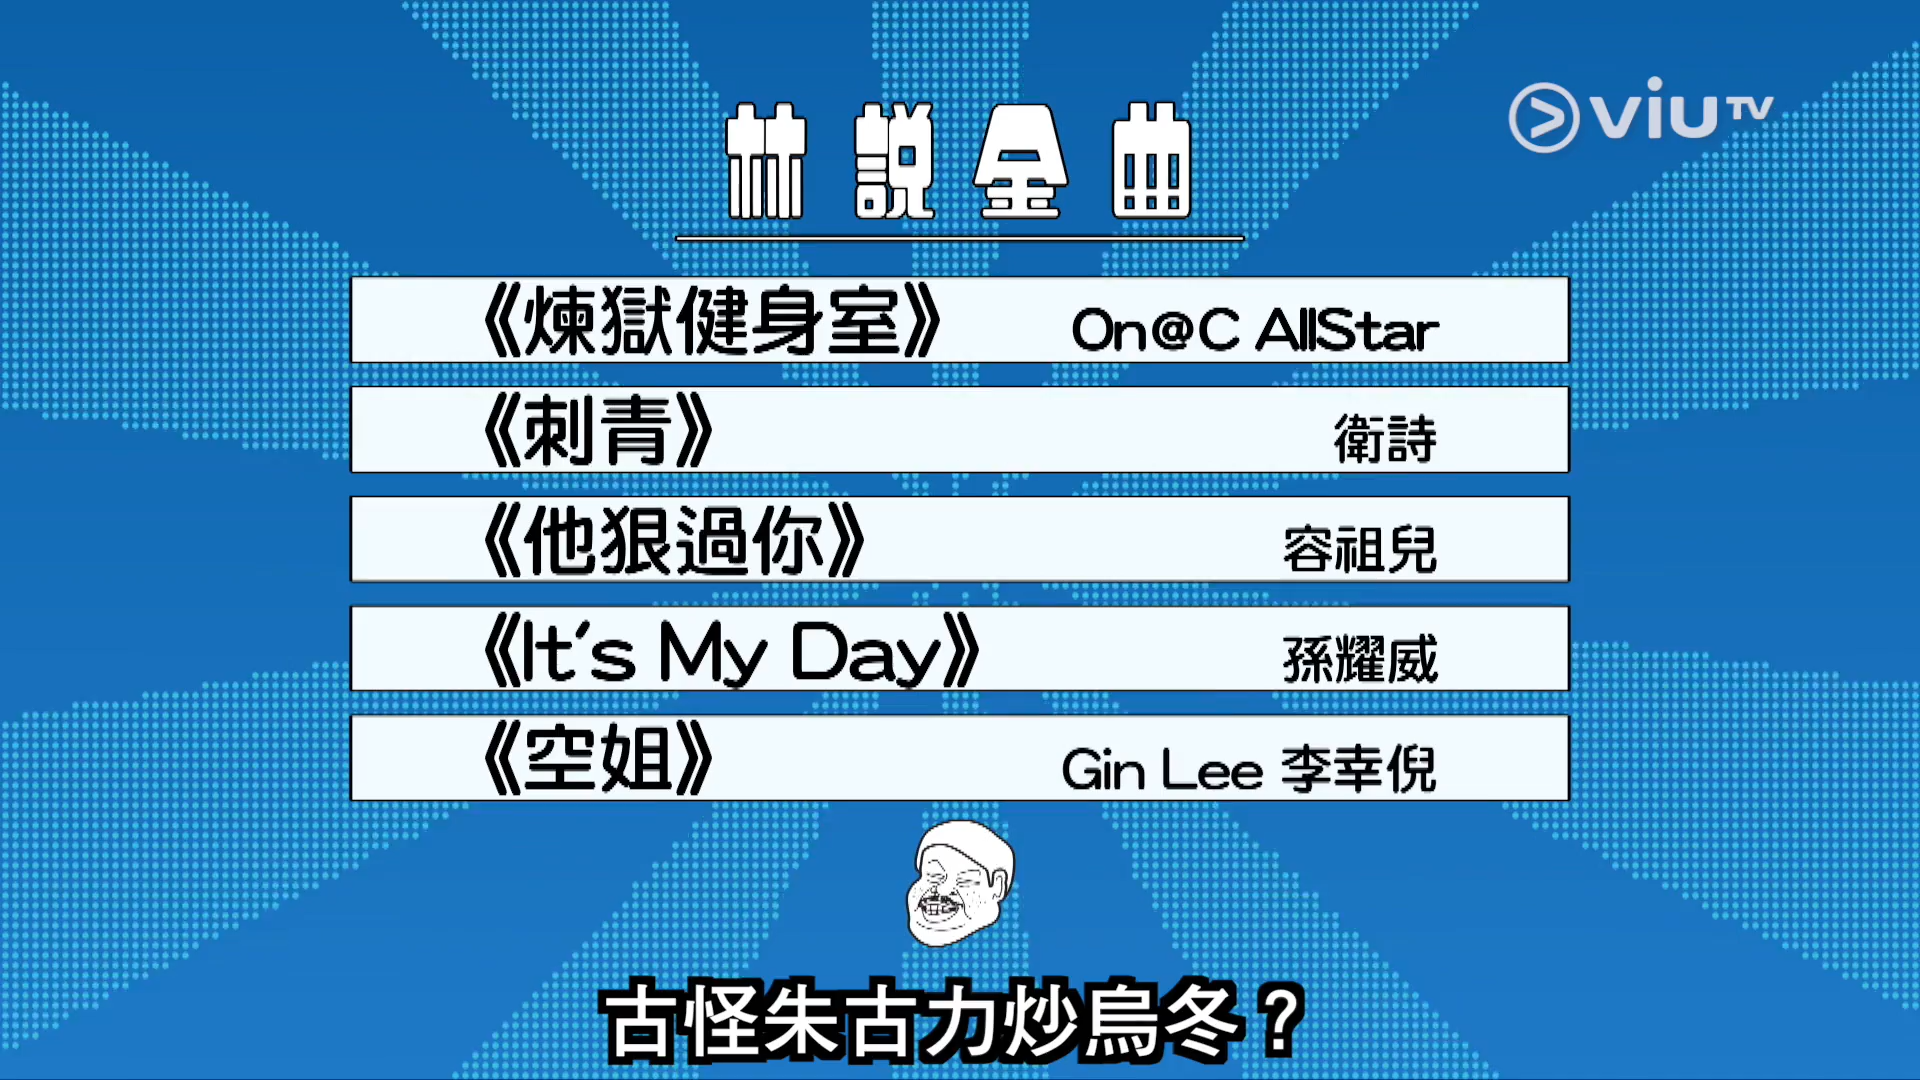 viuTV
林說金曲
《煉獄健身室》 On@C AllStar
《刺青》 衛詩
《他狠過你》 容祖兒
《It's My Day》 孫耀威
《空姐》 Gin Lee 李幸倪
古怪朱古力炒烏冬？